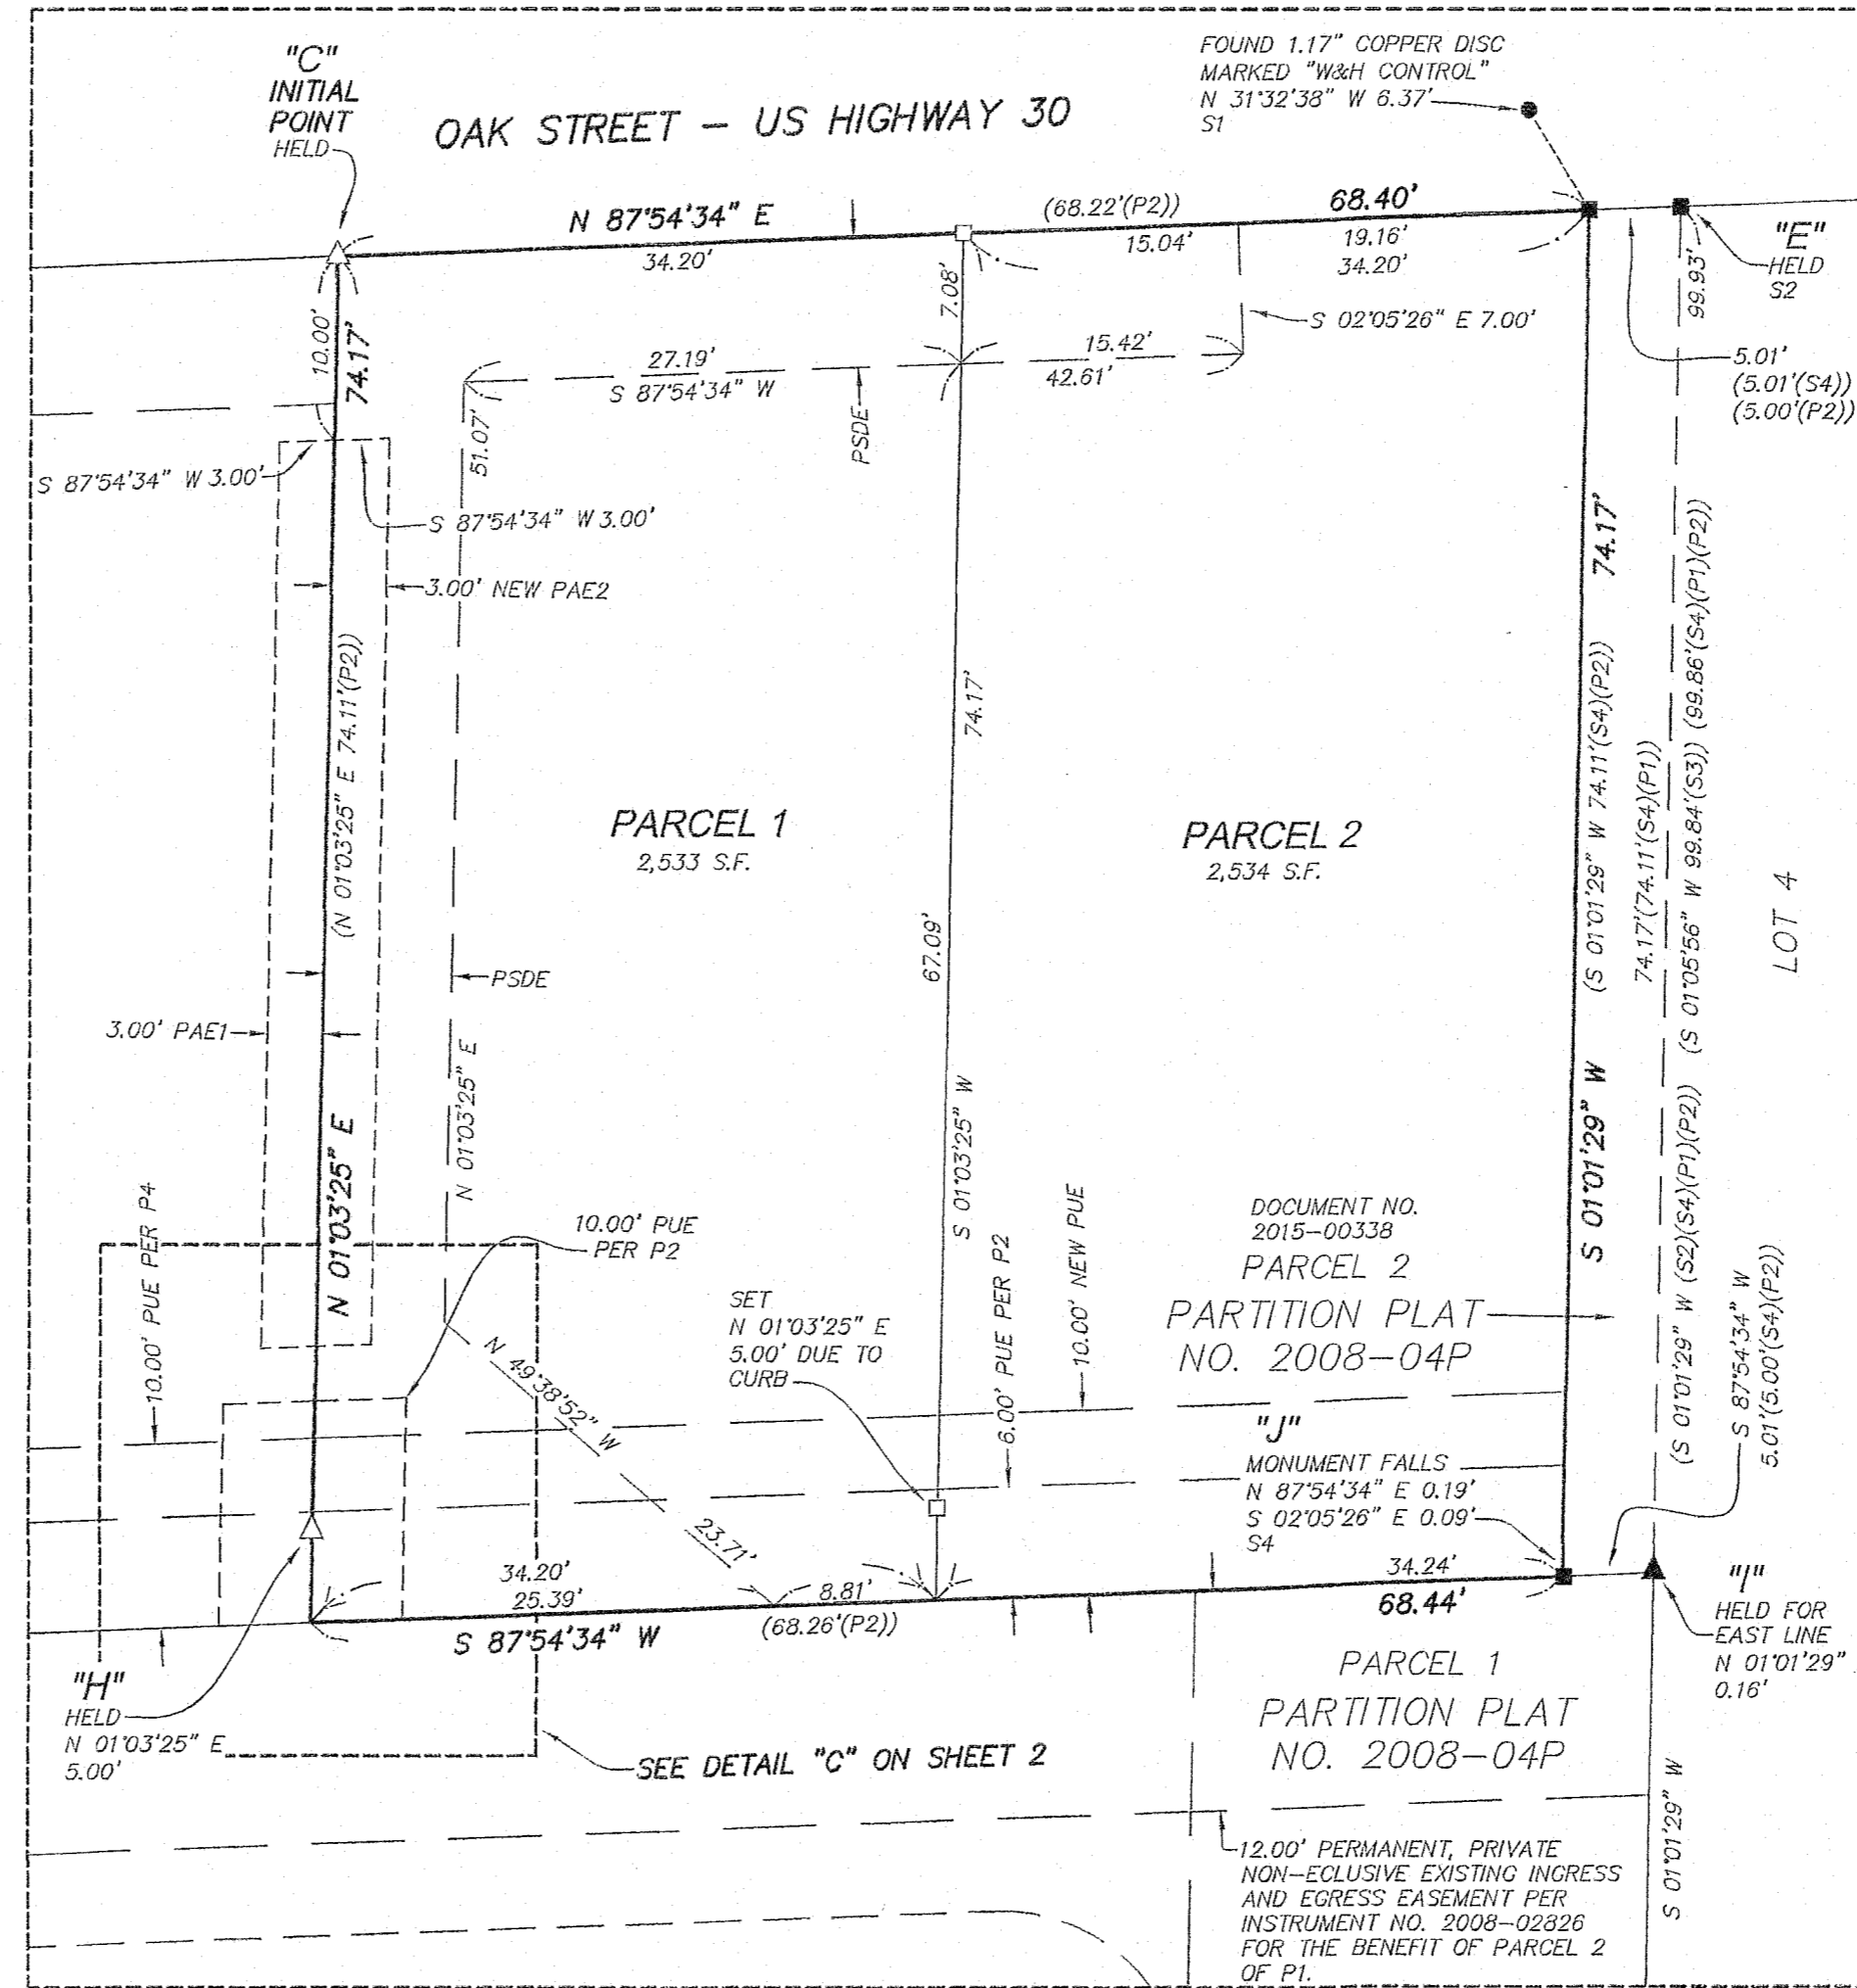 "C"
INITIAL
POINT
HELD
OAK STREET – US HIGHWAY 30
FOUND 1.17" COPPER DISC
MARKED "W&H CONTROL"
N 31°32'38" W 6.37'
S1
N 87°54'34" E
(68.22'(P2))
68.40'
34.20'
15.04'
19.16'
34.20'
"E"
HELD
S2
99.93'
5.01'
(5.01'(S4))
(5.00'(P2))
10.00'
74.17'
7.08'
S 02°05'26" E 7.00'
27.19'
S 87°54'34" W
15.42'
42.61'
PSDE
51.07'
S 87°54'34" W 3.00'
S 87°54'34" W 3.00'
3.00' NEW PAE2
(N 01°03'25" E 74.11'(P2))
74.17'
67.09'
S 01°03'25" W
PARCEL 1
2,533 S.F.
PARCEL 2
2,534 S.F.
74.17'
(S 01°01'29" W 74.11'(S4)(P2))
S 01°01'29" W
74.17'(74.11'(S4)(P1))
(S 01°01'29" W (S2)(S4)(P1)(P2))
(S 01°05'56" W 99.84'(S3)) (99.86'(S4)(P1)(P2))
LOT 4
PSDE
3.00' PAE1
N 01°03'25" E
N 01°03'25" E
10.00' PUE PER P4
10.00' PUE
PER P2
SET
N 01°03'25" E
5.00' DUE TO
CURB
6.00' PUE PER P2
10.00' NEW PUE
DOCUMENT NO.
2015–00338
PARCEL 2
PARTITION PLAT
NO. 2008–04P
N 49°38'52" W
23.71'
"J"
MONUMENT FALLS
N 87°54'34" E 0.19'
S 02°05'26" E 0.09'
S4
S 87°54'34" W
5.01'(5.00'(S4)(P2))
34.20'
25.39'
8.81'
34.24'
S 87°54'34" W
(68.26'(P2))
68.44'
"I"
HELD FOR
EAST LINE
N 01°01'29"
0.16'
"H"
HELD
N 01°03'25" E
5.00'
SEE DETAIL "C" ON SHEET 2
PARCEL 1
PARTITION PLAT
NO. 2008–04P
S 01°01'29" W
12.00' PERMANENT, PRIVATE
NON–ECLUSIVE EXISTING INGRESS
AND EGRESS EASEMENT PER
INSTRUMENT NO. 2008–02826
FOR THE BENEFIT OF PARCEL 2
OF P1.